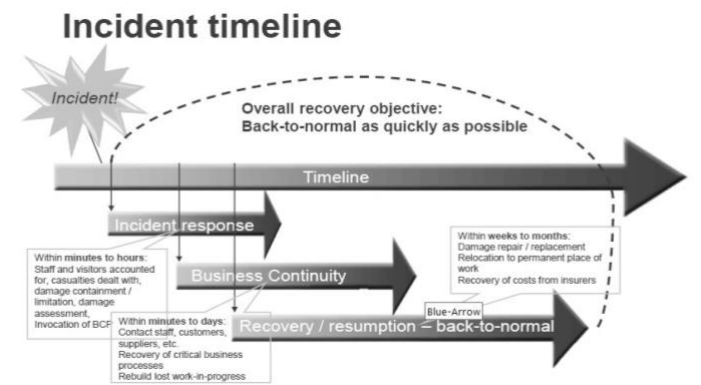 Incident timeline
Incident!
Overall recovery objective:
Back-to-normal as quickly as possible
Timeline
Incident response
Within minutes to hours:
Staff and visitors accounted
for, casualties dealt with,
damage containment /
limitation, damage
assessment,
Invocation of BCP
Business Continuity
Within minutes to days:
Contact staff, customers,
suppliers, etc.
Recovery of critical business
processes
Rebuild lost work-in-progress
Within weeks to months:
Damage repair / replacement
Relocation to permanent place of
work
Recovery of costs from insurers
Blue-Arrow
Recovery / resumption – back-to-normal